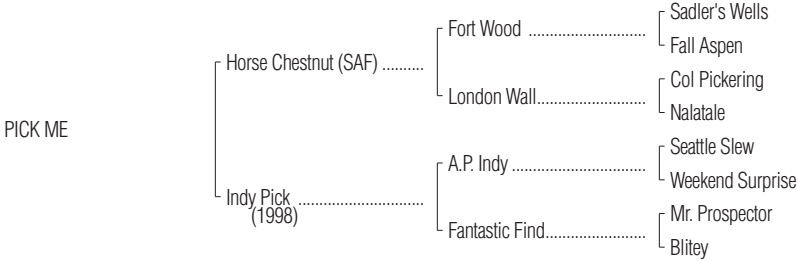 Sadler's Wells
Fort Wood ............................
Fall Aspen
Horse Chestnut (SAF) ..........
Col Pickering
London Wall..........................
Nalatale
PICK ME
Seattle Slew
A.P. Indy ................................
Weekend Surprise
Indy Pick ..............................
(1998)
Mr. Prospector
Fantastic Find........................
Blitey